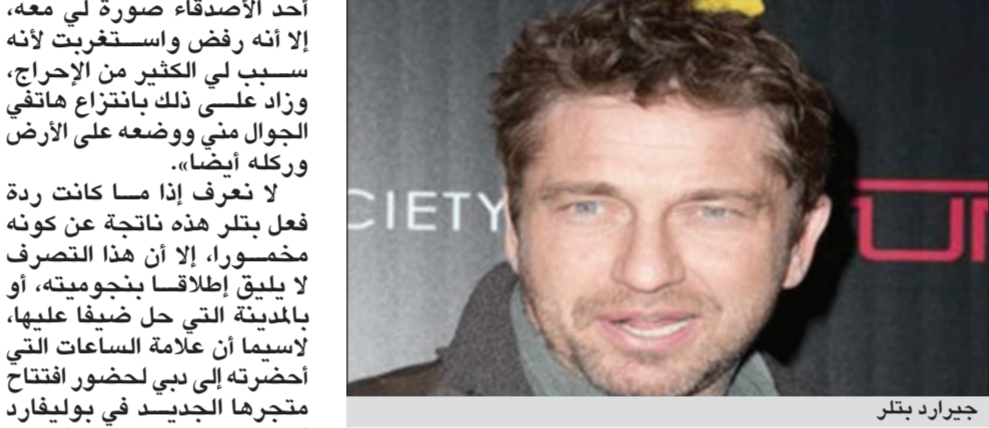 أحد الأصدقاء صورة لي معه،
إلا أنه رفض واستغربت لأنه
سبب لي الكثير من الإحراج،
وزاد على ذلك بانتزاع هاتفي
الجوال مني ووضعه على الأرض
وركله أيضا».
لا نعرف إذا ما كانت ردة
فعل بتلر هذه ناتجة عن كونه
مخمورا، إلا أن هذا التصرف
لا يليق إطلاقا بنجوميته، أو
بالمدينة التي حل ضيفا عليها،
لاسيما أن علامة الساعات التي
أحضرته إلى دبي لحضور افتتاح
متجرها الجديد في بوليفارد
CIETY
جيرارد بتلر